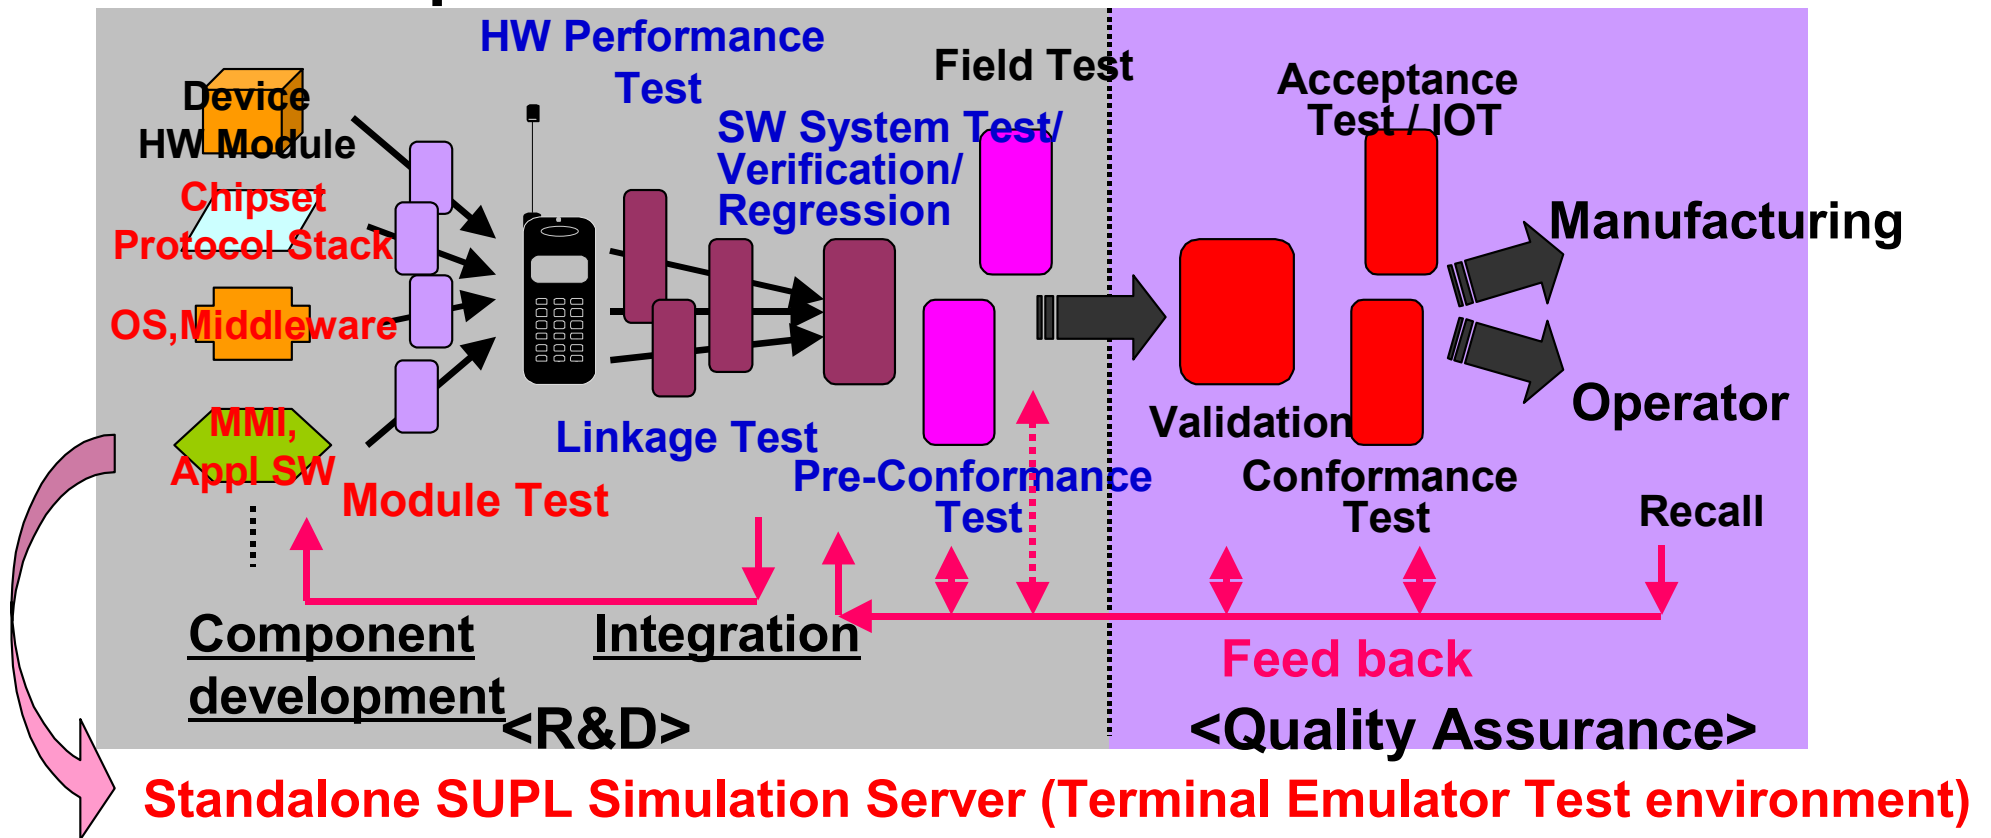 HW Performance
Test
Field Test
Acceptance
Test / IOT
Device
HW Module
SW System Test/
Verification/
Regression
Chipset
Protocol Stack
Manufacturing
OS,Middleware
MMI,
Appl SW
Linkage Test
Validation
Operator
Module Test
Pre-Conformance
Test
Conformance
Test
Recall
Component
development
Integration
Feed back
<R&D>
<Quality Assurance>
Standalone SUPL Simulation Server (Terminal Emulator Test environment)